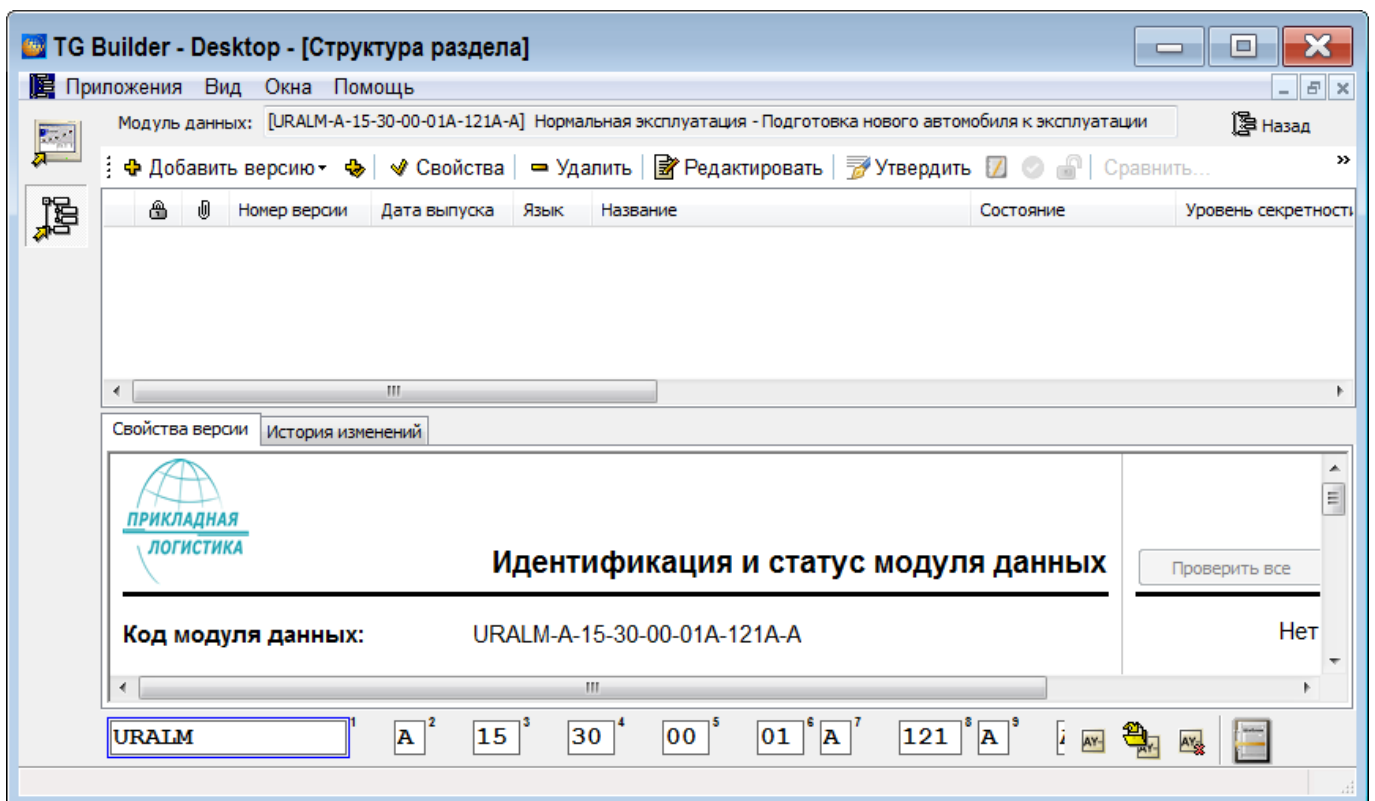 TG Builder - Desktop - [Структура раздела]
Приложения Вид Окна Помощь
Модуль данных: [URALM-A-15-30-00-01A-121A-A] Нормальная эксплуатация - Подготовка нового автомобиля к эксплуатации Назад
Добавить версию Свойства Удалить Редактировать Утвердить Сравнить... »
Номер версии Дата выпуска Язык Название Состояние Уровень секретности
Свойства версии История изменений
ПРИКЛАДНАЯ
ЛОГИСТИКА
Идентификация и статус модуля данных Проверить все
Код модуля данных: URALM-A-15-30-00-01A-121A-A Нет
URALM 1 A 2 15 3 30 4 00 5 01 6 A 7 121 8 A 9 AY- AY- AY